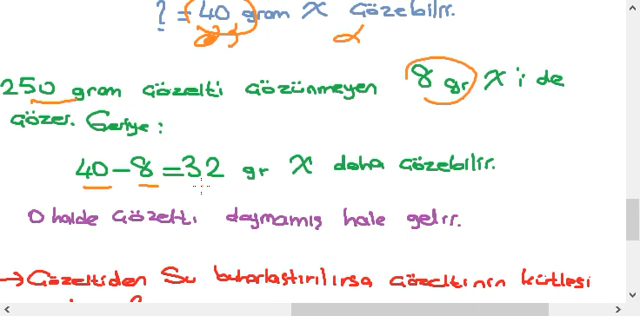 ? = 40 gram X çözebilir.
250 gram çözelti çözünmeyen 8 gr X'i de
çözer. Geriye:
40-8=32 gr X daha çözebilir.
O halde çözelti doymamış hale gelir.
→ Çözeltiden Su buharlaştırılırsa çözeltinin kütlesi